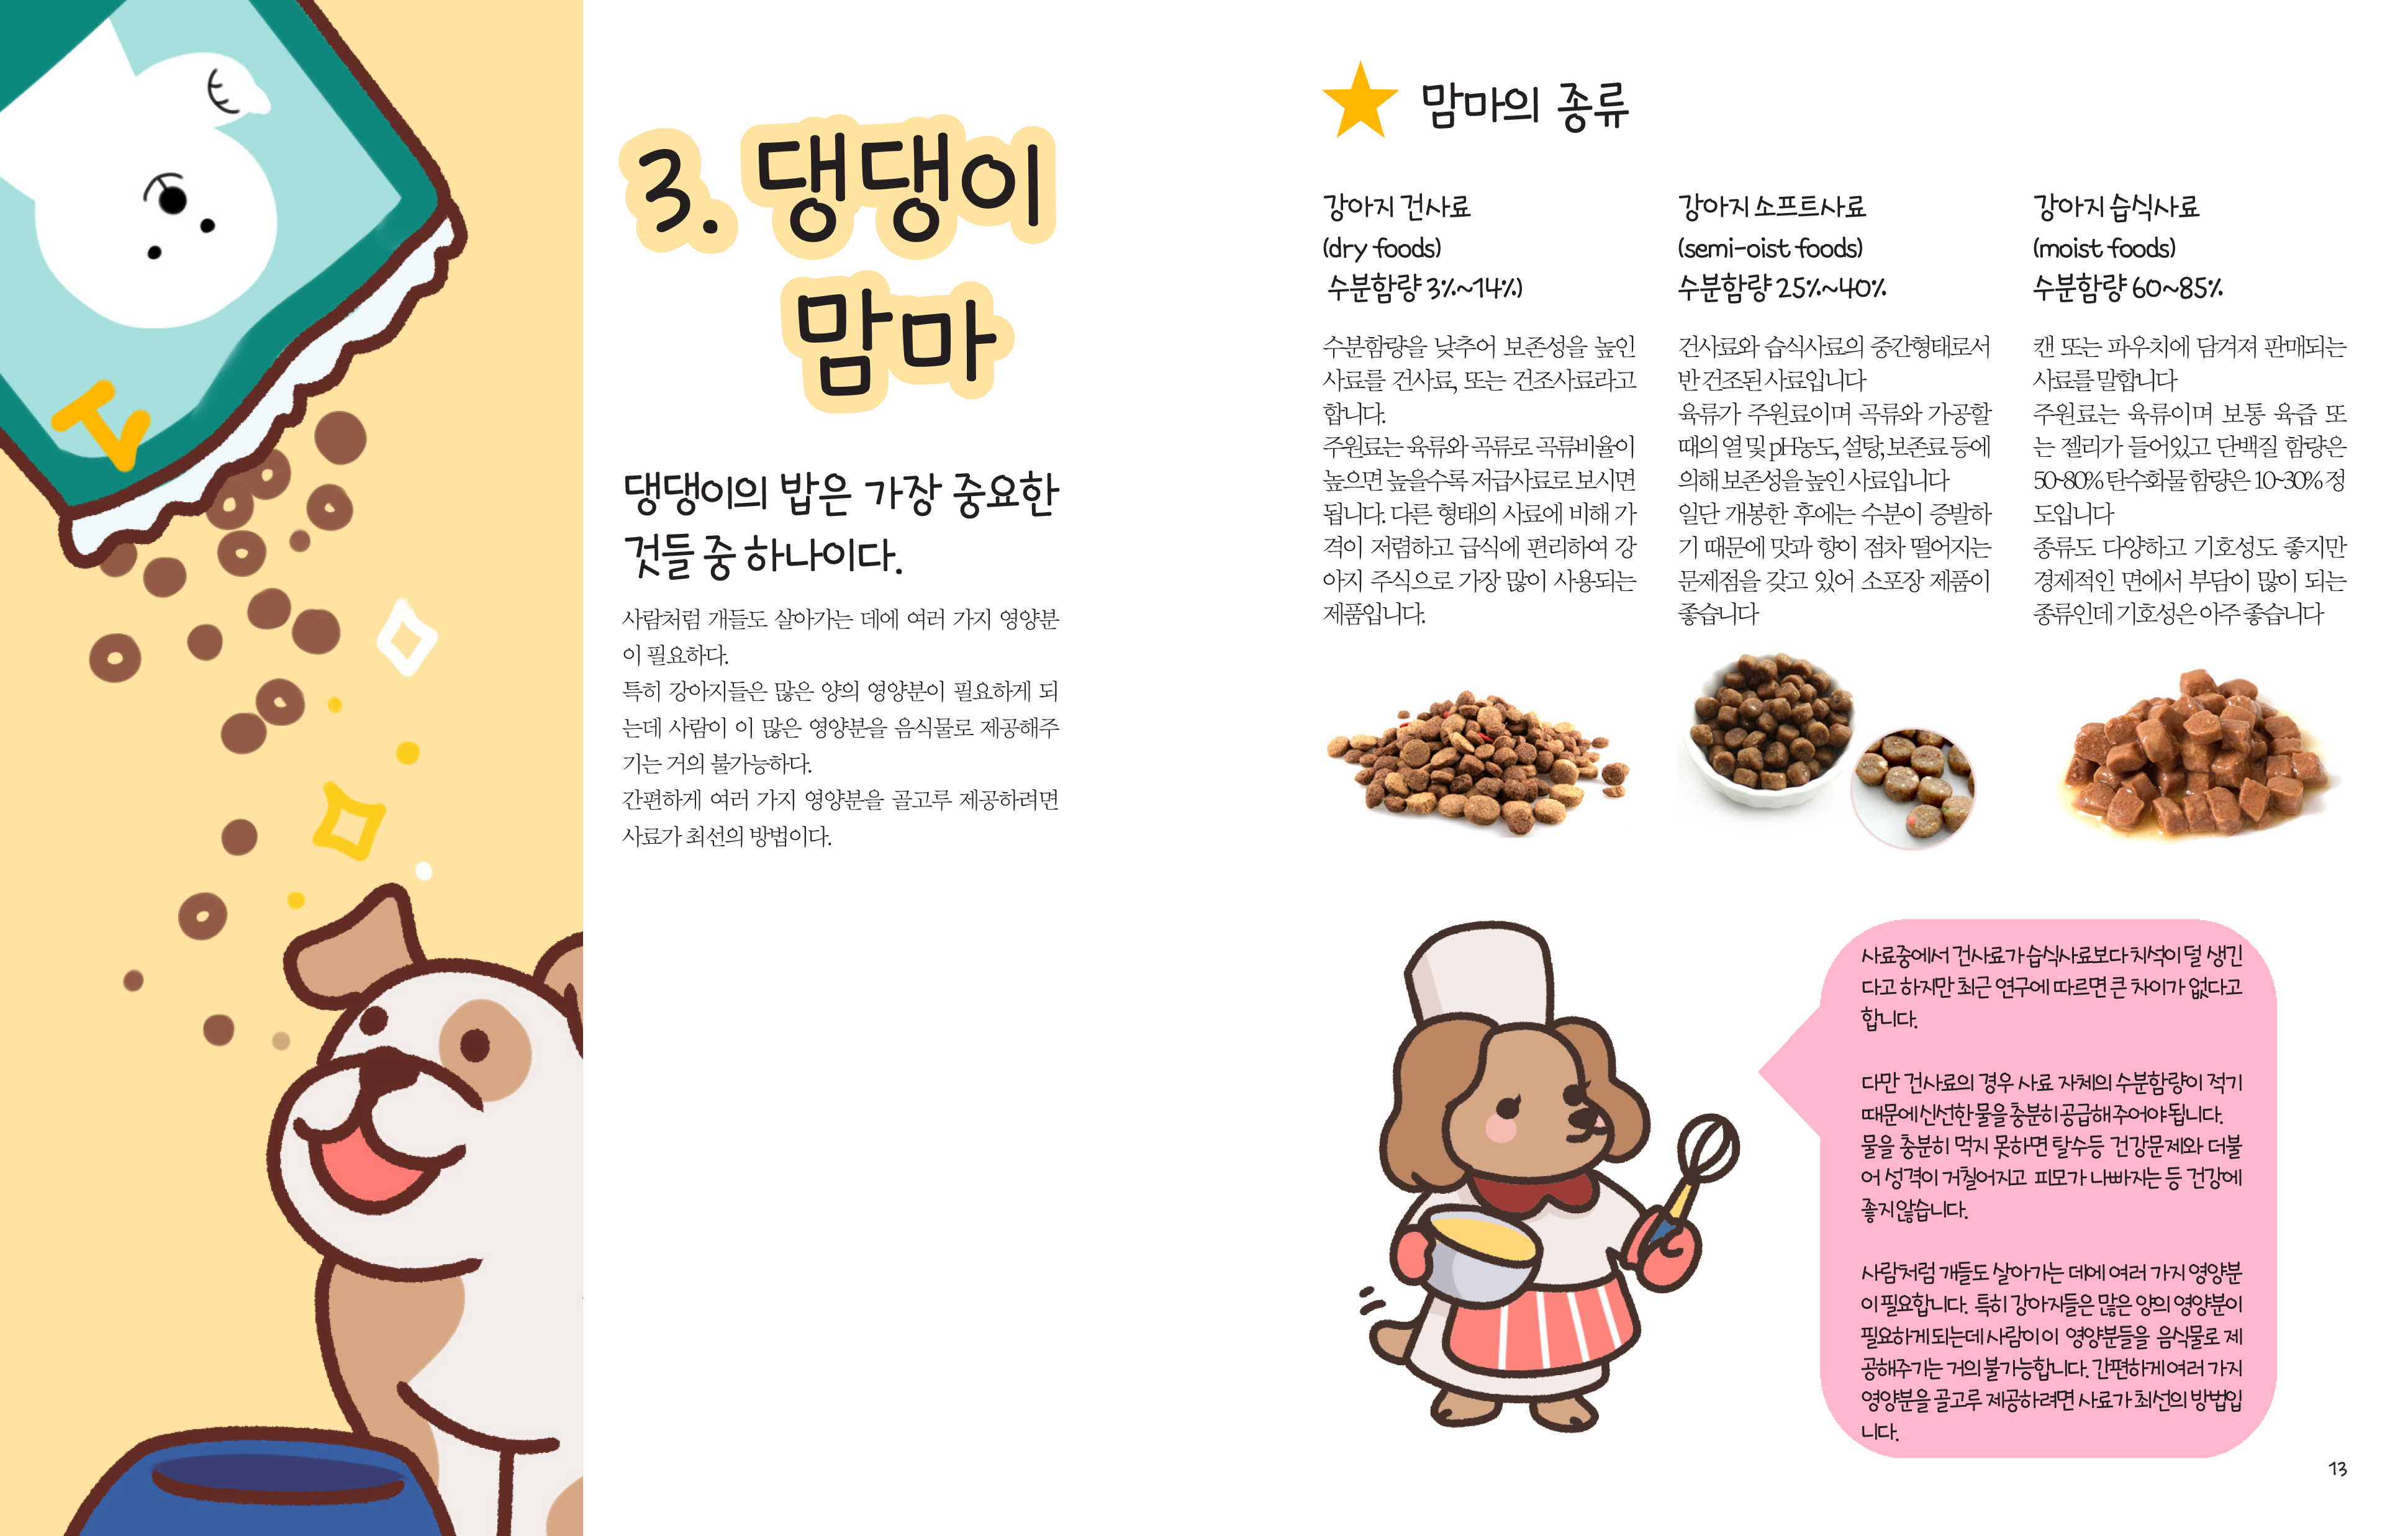 3. 댕댕이
맘마
댕댕이의 밥은 가장 중요한
것들 중 하나이다.
사람처럼 개들도 살아가는 데에 여러 가지 영양분
이 필요하다.
특히 강아지들은 많은 양의 영양분이 필요하게 되
는데 사람이 이 많은 영양분을 음식물로 제공해주
기는 거의 불가능하다.
간편하게 여러 가지 영양분을 골고루 제공하려면
사료가 최선의 방법이다.
맘마의 종류
강아지 건사료
(dry foods)
수분함량 3%~14%)
수분함량을 낮추어 보존성을 높인
사료를 건사료, 또는 건조사료라고
합니다.
주원료는 육류와 곡류로 곡류비율이
높으면 높을수록 저급사료로 보시면
됩니다. 다른 형태의 사료에 비해 가
격이 저렴하고 급식에 편리하여 강
아지 주식으로 가장 많이 사용되는
제품입니다.
강아지 소프트사료
(semi-oist foods)
수분함량 25%~40%
건사료와 습식사료의 중간형태로서
반 건조된 사료입니다
육류가 주원료이며 곡류와 가공할
때의 열 및 pH농도, 설탕,보존료 등에
의해 보존성을 높인 사료입니다
일단 개봉한 후에는 수분이 증발하
기 때문에 맛과 향이 점차 떨어지는
문제점을 갖고 있어 소포장 제품이
좋습니다
강아지 습식사료
(moist foods)
수분함량 60~85%
캔 또는 파우치에 담겨져 판매되는
사료를 말합니다
주원료는 육류이며 보통 육즙 또
는 젤리가 들어있고 단백질 함량은
50~80% 탄수화물 함량은 10~30% 정
도입니다
종류도 다양하고 기호성도 좋지만
경제적인 면에서 부담이 많이 되는
종류인데 기호성은 아주 좋습니다
사료중에서 건사료가 습식사료보다 치석이 덜 생긴
다고 하지만 최근 연구에 따르면 큰 차이가 없다고
합니다.
다만 건사료의 경우 사료 자체의 수분함량이 적기
때문에 신선한 물을 충분히 공급해 주어야 됩니다.
물을 충분히 먹지 못하면 탈수등 건강문제와 더불
어 성격이 거칠어지고 피모가 나빠지는 등 건강에
좋지 않습니다.
사람처럼 개들도 살아가는 데에 여러 가지 영양분
이 필요합니다. 특히 강아지들은 많은 양의 영양분이
필요하게 되는데 사람이 이 영양분들을 음식물로 제
공해주기는 거의 불가능합니다. 간편하게 여러 가지
영양분을 골고루 제공하려면 사료가 최선의 방법입
니다.
13